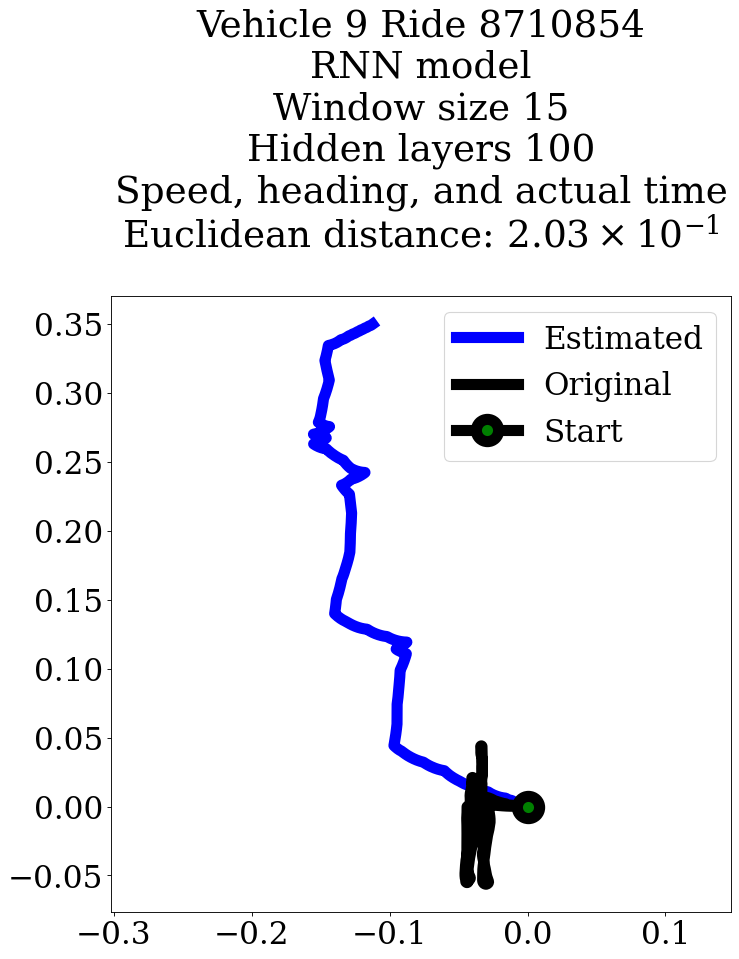 Vehicle 9 Ride 8710854
RNN model
Window size 15
Hidden layers 100
Speed, heading, and actual time
Euclidean distance: 2.03 × 10⁻¹
Estimated
Original
Start
0.35
0.30
0.25
0.20
0.15
0.10
0.05
0.00
−0.05
−0.3 −0.2 −0.1 0.0 0.1